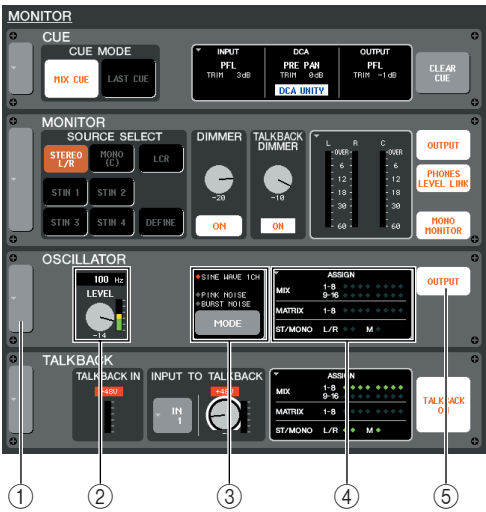 MONITOR
CUE
CUE MODE
MIX CUE
LAST CUE
INPUT
PFL
TRIM 3dB
DCA
PRE PAN
TRIM 0dB
DCA UNITY
OUTPUT
PFL
TRIM -1dB
CLEAR
CUE
MONITOR
SOURCE SELECT
STEREO
L/R
MONO
(C)
LCR
STIN 1
STIN 2
STIN 3
STIN 4
DEFINE
DIMMER
-20
ON
TALKBACK
DIMMER
-10
ON
L R C
-OVER- -OVER
6 6
12 12
18 18
30 30
60 60
OUTPUT
PHONES
LEVEL LINK
MONO
MONITOR
OSCILLATOR
100 Hz
LEVEL
-14
SINE WAVE 1CH
PINK NOISE
BURST NOISE
MODE
ASSIGN
MIX 1-8
9-16
MATRIX 1-8
ST/MONO L/R M
OUTPUT
TALKBACK
TALKBACK IN
+48V
INPUT TO TALKBACK
IN
1
+48V
ASSIGN
MIX 1-8
9-16
MATRIX 1-8
ST/MONO L/R M
TALKBACK
ON
1 2 3 4 5